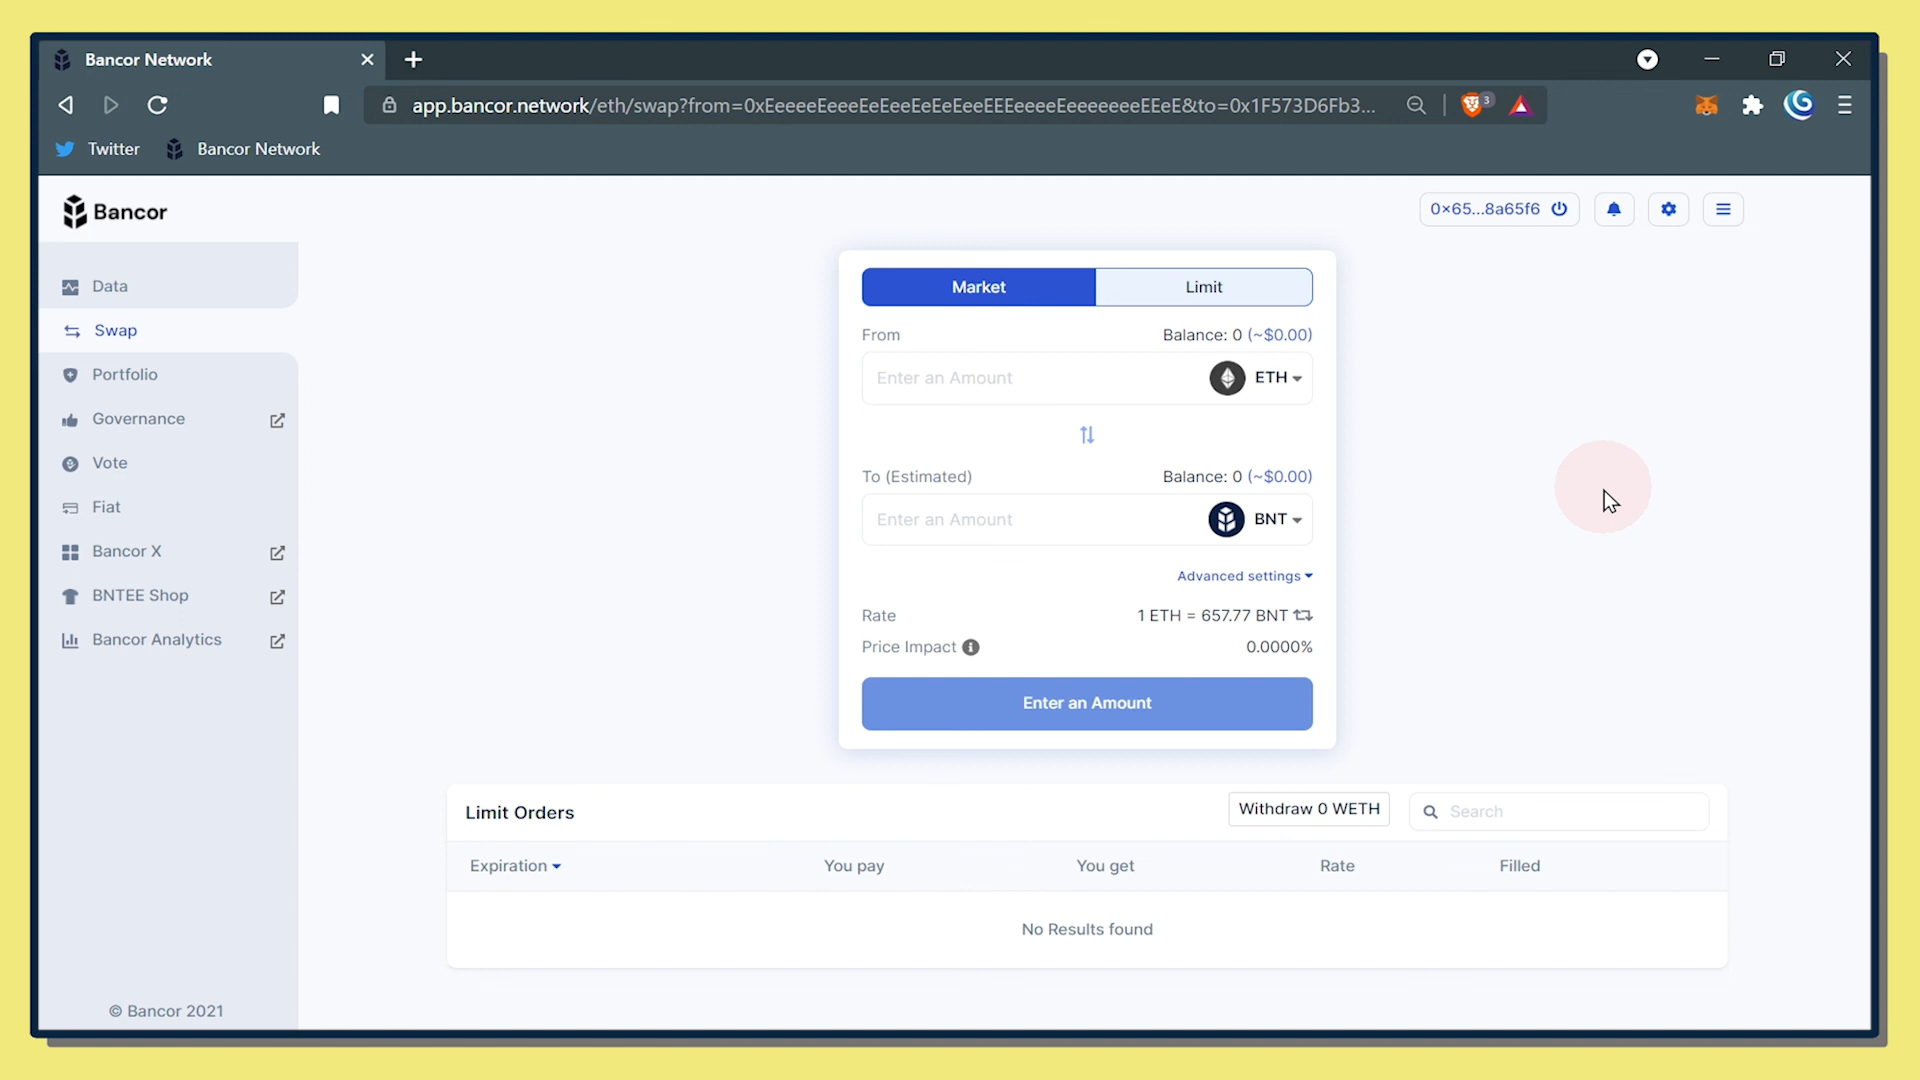 Bancor Network
app.bancor.network/eth/swap?from=0xEeeeeEeeeEeEeeEeEeEeeEEEeeeeEeeeeeeeEEeE&to=0x1F573D6Fb3...
3
Twitter
Bancor Network
Bancor
0x65...8a65f6
Data
Swap
Portfolio
Governance
Vote
Fiat
Bancor X
BNTEE Shop
Bancor Analytics
© Bancor 2021
Market
Limit
From
Balance: 0 (~$0.00)
Enter an Amount
ETH
To (Estimated)
Balance: 0 (~$0.00)
Enter an Amount
BNT
Advanced settings
Rate
1 ETH = 657.77 BNT
Price Impact
0.0000%
Enter an Amount
Limit Orders
Withdraw 0 WETH
Search
Expiration
You pay
You get
Rate
Filled
No Results found